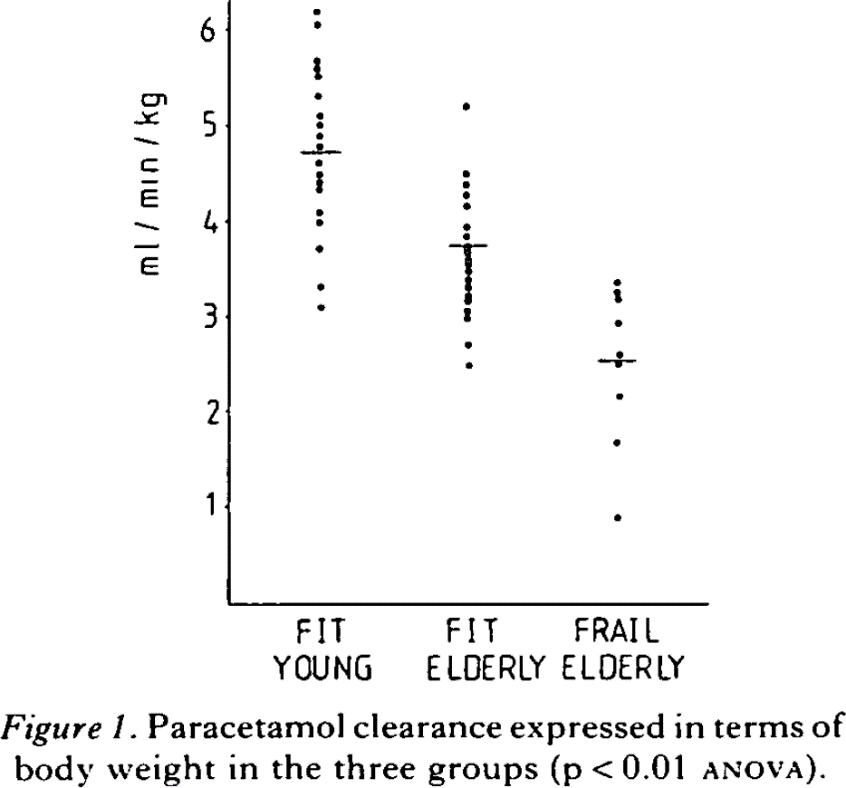 6
5
4
3
2
1
ml / min / kg
FIT YOUNG
FIT ELDERLY
FRAIL ELDERLY
Figure 1. Paracetamol clearance expressed in terms of
body weight in the three groups (p < 0.01 ANOVA).